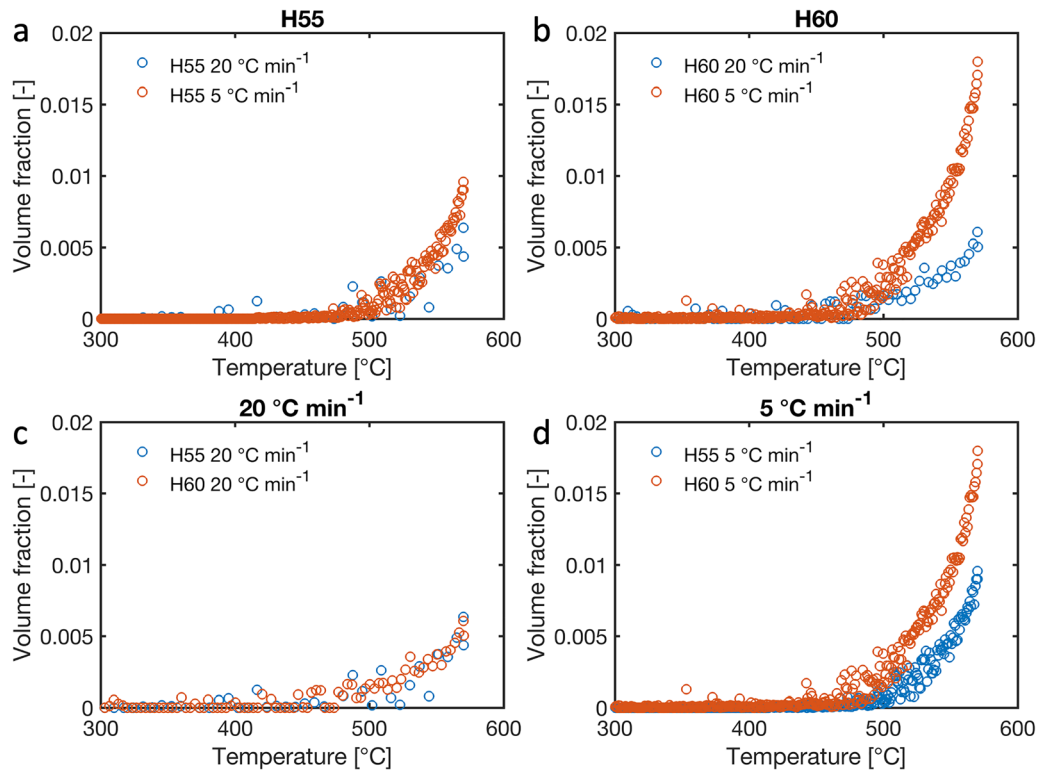 a
H55
0.02
0.015
0.01
0.005
0
Volume fraction [-]
H55 20 °C min⁻¹
H55 5 °C min⁻¹
300
400
500
600
Temperature [°C]
b
H60
0.02
0.015
0.01
0.005
0
Volume fraction [-]
H60 20 °C min⁻¹
H60 5 °C min⁻¹
300
400
500
600
Temperature [°C]
c
20 °C min⁻¹
0.02
0.015
0.01
0.005
0
Volume fraction [-]
H55 20 °C min⁻¹
H60 20 °C min⁻¹
300
400
500
600
Temperature [°C]
d
5 °C min⁻¹
0.02
0.015
0.01
0.005
0
Volume fraction [-]
H55 5 °C min⁻¹
H60 5 °C min⁻¹
300
400
500
600
Temperature [°C]